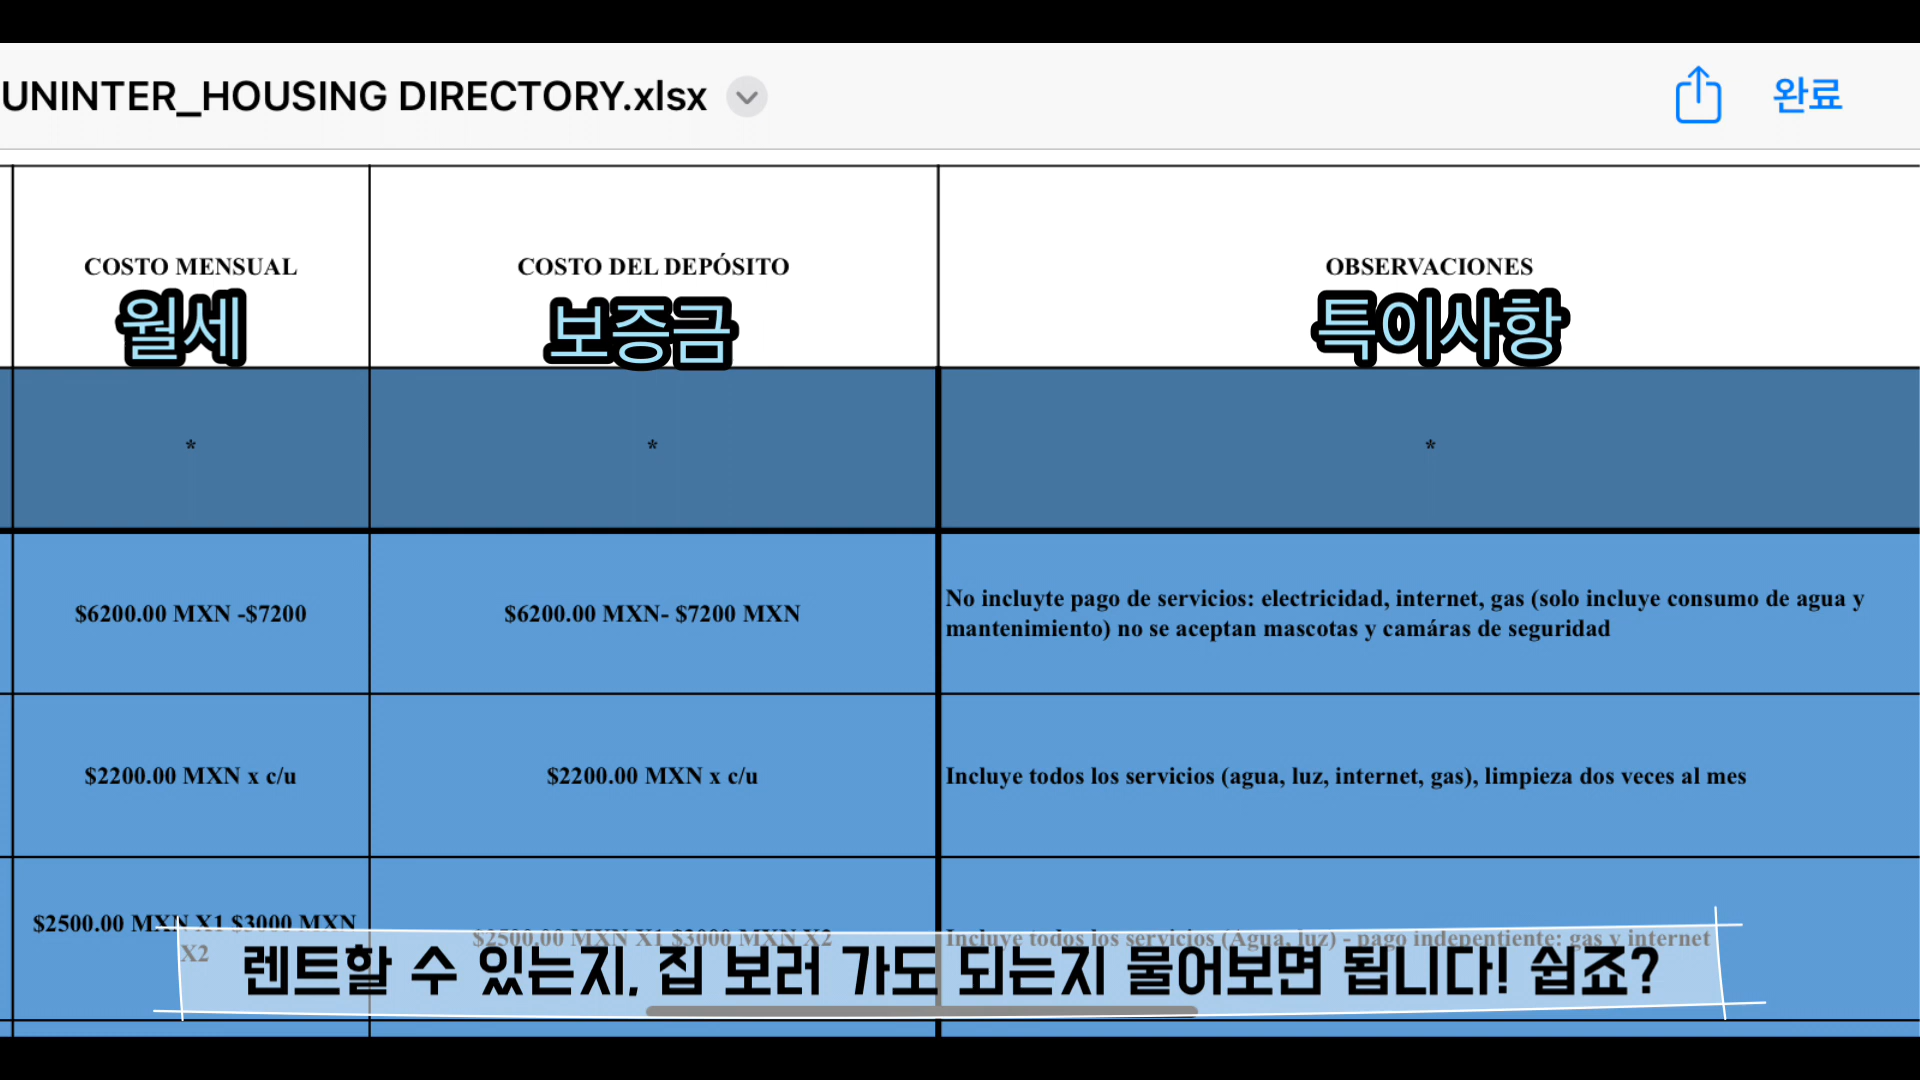 UNINTER_HOUSING DIRECTORY.xlsx
완료
COSTO MENSUAL
COSTO DEL DEPÓSITO
OBSERVACIONES
월세
보증금
특이사항
*
*
*
$6200.00 MXN -$7200
$6200.00 MXN- $7200 MXN
No incluyte pago de servicios: electricidad, internet, gas (solo incluye consumo de agua y
mantenimiento) no se aceptan mascotas y camáras de seguridad
$2200.00 MXN x c/u
$2200.00 MXN x c/u
Incluye todos los servicios (agua, luz, internet, gas), limpieza dos veces al mes
$2500.00 MXN X1 $3000 MXN
X2
$2500.00 MXN X1 $3000 MXN X2
Incluye todos los servicios (Agua, luz) - pago indepentiente: gas y internet
렌트할 수 있는지, 집 보러 가도 되는지 물어보면 됩니다! 쉽죠?